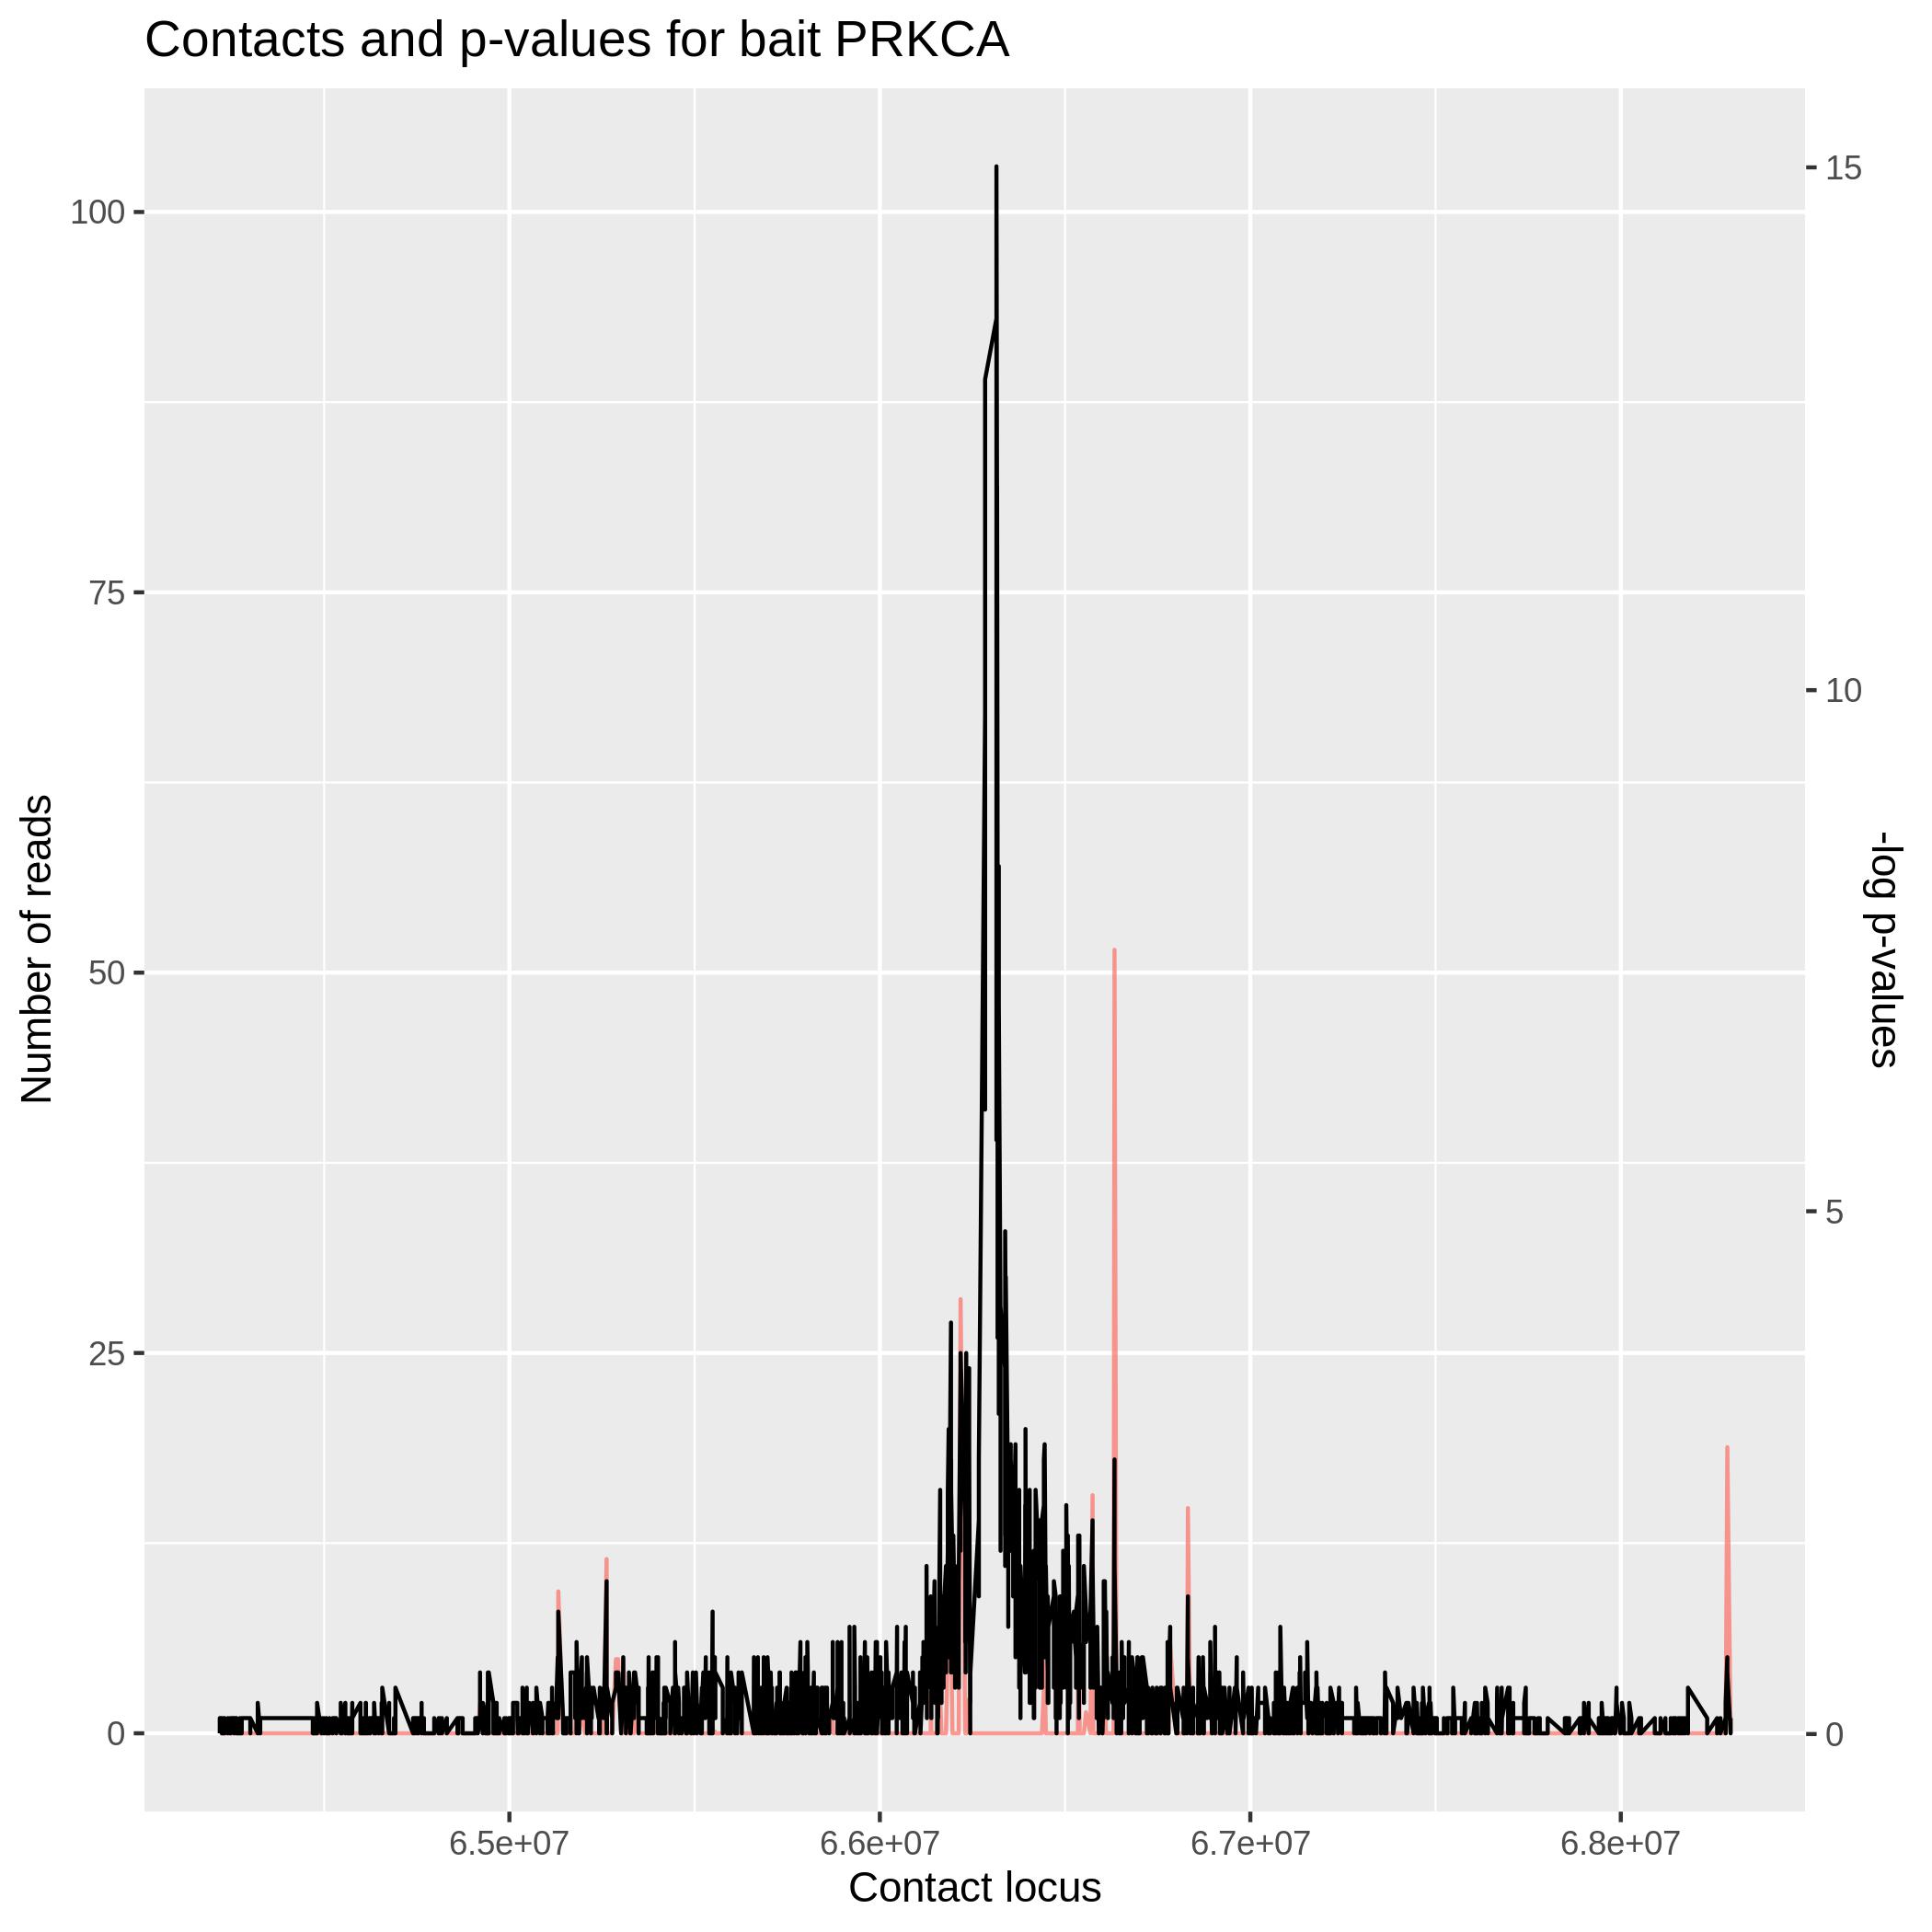 Contacts and p-values for bait PRKCA
100
75
50
25
0
Number of reads
15
10
5
0
-log p-values
6.5e+07
6.6e+07
6.7e+07
6.8e+07
Contact locus